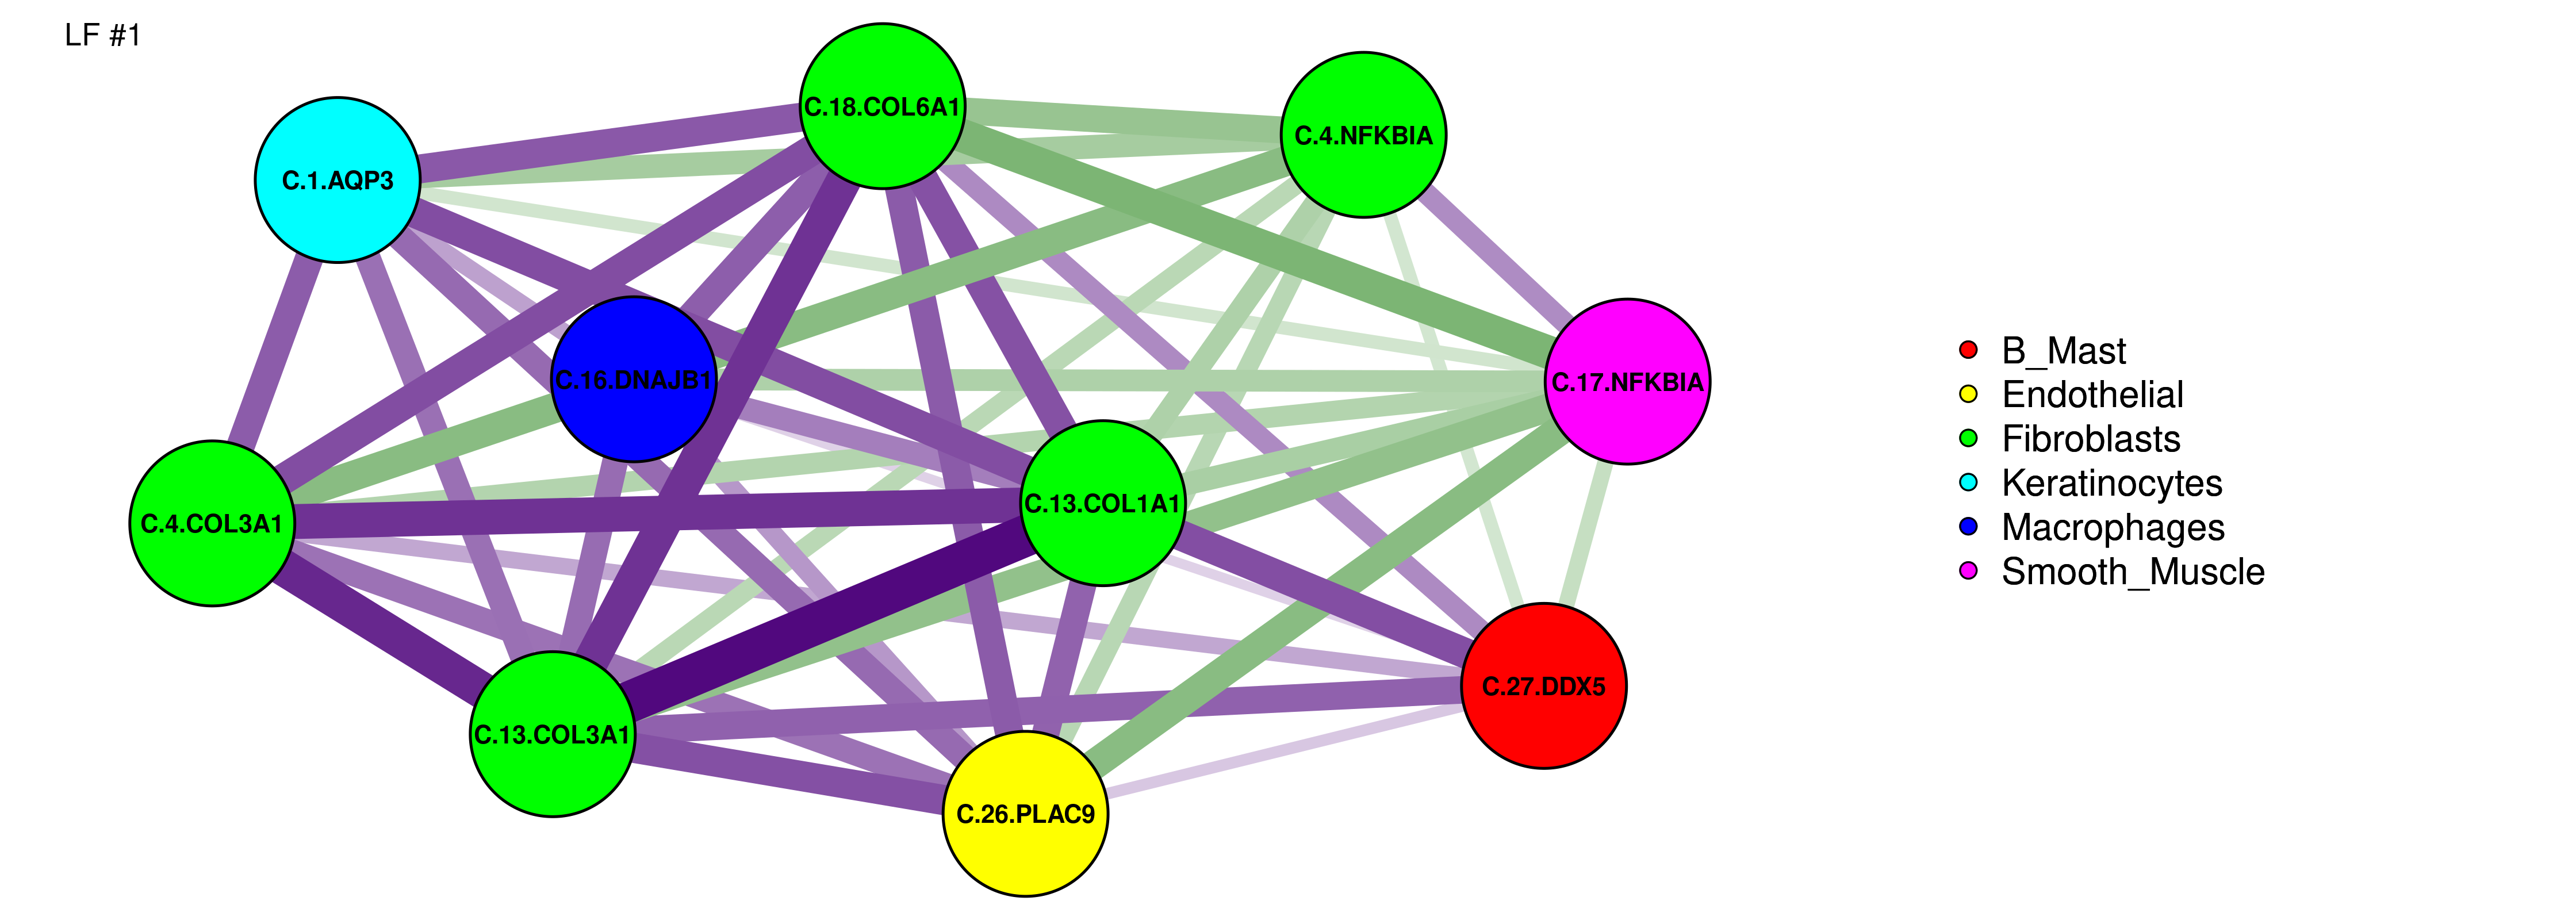 LF #1
C.18.COL6A1
C.4.NFKBIA
C.1.AQP3
C.16.DNAJB1
C.17.NFKBIA
C.4.COL3A1
C.13.COL1A1
C.27.DDX5
C.13.COL3A1
C.26.PLAC9
B_Mast
Endothelial
Fibroblasts
Keratinocytes
Macrophages
Smooth_Muscle